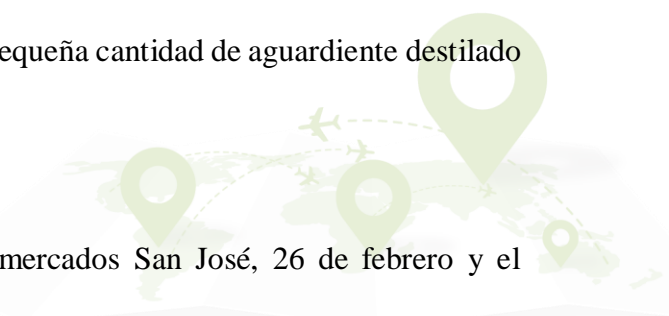 equeña cantidad de aguardiente destilado
mercados San José, 26 de febrero y el